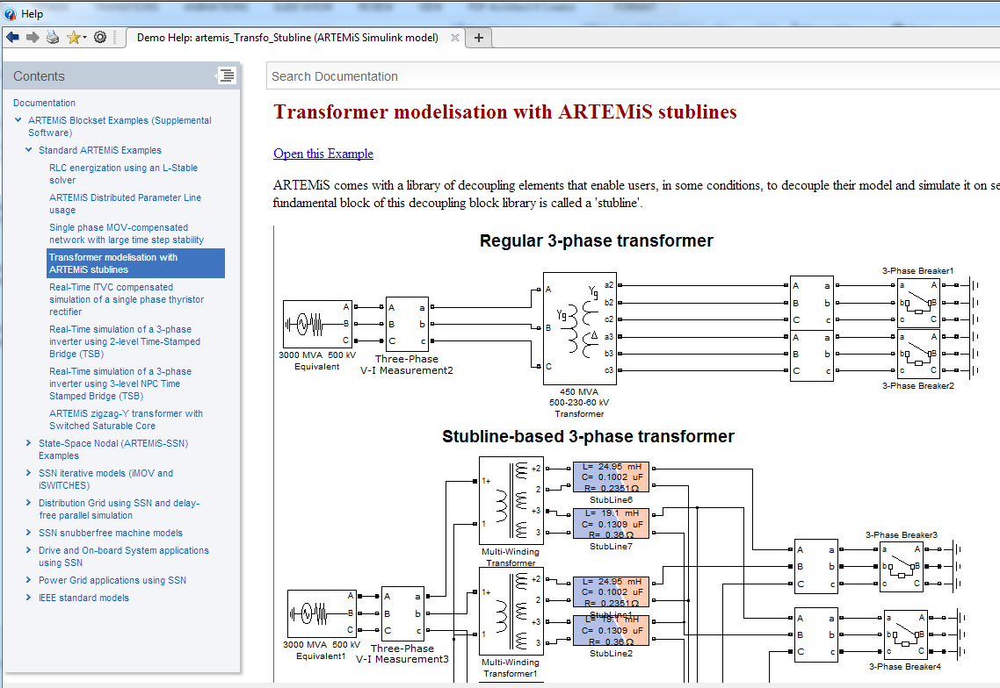 Help
Demo Help: artemis_Transfo_Stubline (ARTEMiS Simulink model)
Contents
Documentation
ARTEMiS Blockset Examples (Supplemental
Software)
Standard ARTEMiS Examples
RLC energization using an L-Stable
solver
ARTEMiS Distributed Parameter Line
usage
Single phase MOV-compensated
network with large time step stability
Transformer modelisation with
ARTEMiS stublines
Real-Time ITVC compensated
simulation of a single phase thyristor
rectifier
Real-Time simulation of a 3-phase
inverter using 2-level Time-Stamped
Bridge (TSB)
Real-Time simulation of a 3-phase
inverter using 3-level NPC Time
Stamped Bridge (TSB)
ARTEMiS zigzag-Y transformer with
Switched Saturable Core
State-Space Nodal (ARTEMiS-SSN)
Examples
SSN iterative models (iMOV and
iSWITCHES)
Distribution Grid using SSN and delay-
free parallel simulation
SSN snubberfree machine models
Drive and On-board System applications
using SSN
Power Grid applications using SSN
IEEE standard models
Search Documentation
Transformer modelisation with ARTEMiS stublines
Open this Example
ARTEMiS comes with a library of decoupling elements that enable users, in some conditions, to decouple their model and simulate it on se
fundamental block of this decoupling block library is called a 'stubline'.
Regular 3-phase transformer
A
B
C
3000 MVA 500 kV
Equivalent
A a
B b
C c
Three-Phase
V-I Measurement2
A
B
C
Yg
Yg
Δ
a2
b2
c2
a3
b3
c3
450 MVA
500-230-60 kV
Transformer
A a
B b
C c
A a
B b
C c
3-Phase Breaker1
a A
b B
c C
a A
b B
c C
3-Phase Breaker2
Stubline-based 3-phase transformer
1+
1
+2
2
+3
3
Multi-Winding
Transformer
L= 24.95 mH
C= 0.1002 uF
R= 0.2351Ω
StubLine6
L= 19.1 mH
C= 0.1309 uF
R= 0.36Ω
StubLine7
A
B
C
3000 MVA 500 kV
Equivalent1
A a
B b
C c
Three-Phase
V-I Measurement3
1+
1
+2
2
+3
3
Multi-Winding
Transformer1
L= 24.95 mH
C= 0.1002 uF
R= 0.2351Ω
StubLine1
L= 19.1 mH
C= 0.1309 uF
R= 0.36Ω
StubLine2
A a
B b
C c
3-Phase Breaker3
a A
b B
c C
A a
B b
C c
a A
b B
c C
3-Phase Breaker4